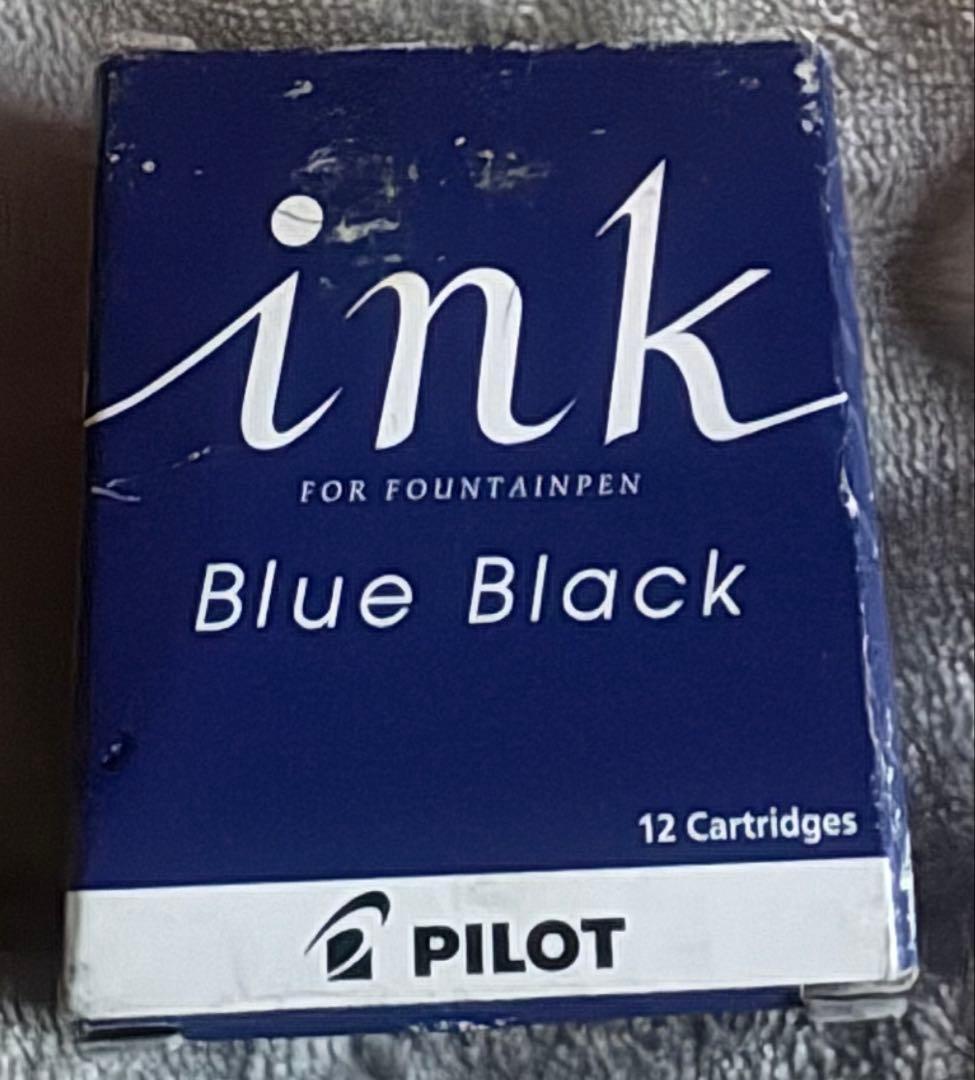 ink
FOR FOUNTAINPEN
Blue Black
12 Cartridges
PILOT